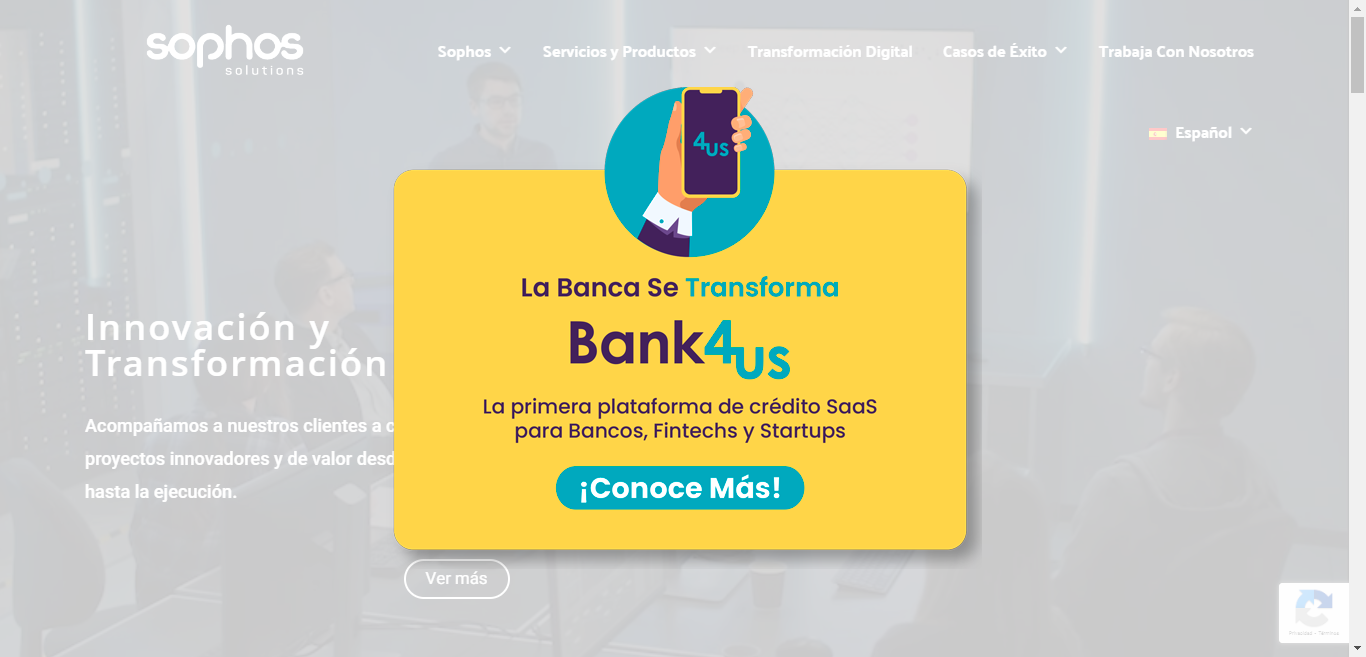 sophos
solutions
Sophos
Servicios y Productos
Transformación Digital
Casos de Éxito
Trabaja Con Nosotros
Español
4us
La Banca Se Transforma
Bank4us
La primera plataforma de crédito SaaS
para Bancos, Fintechs y Startups
¡Conoce Más!
Innovación y
Transformación
Acompañamos a nuestros clientes a c
proyectos innovadores y de valor desd
hasta la ejecución.
Ver más
Privacidad - Términos